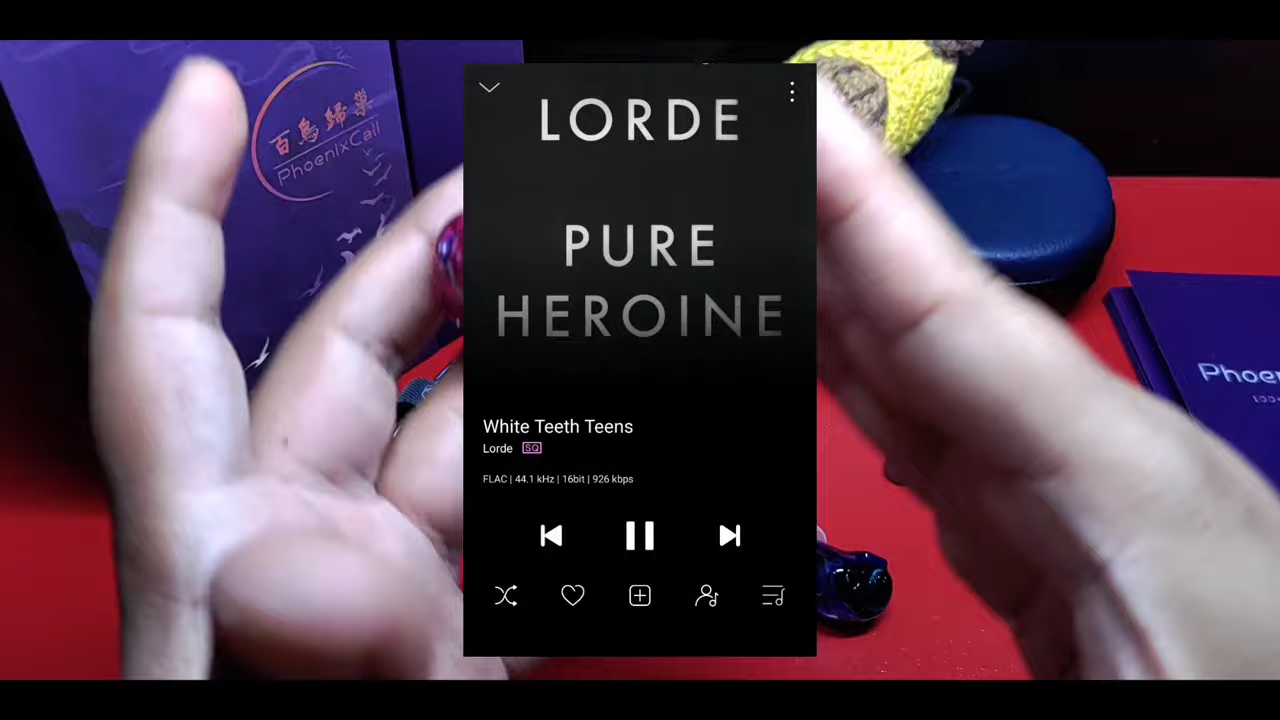 百鳥歸巢
PhoenixCall
LORDE
PURE
HEROINE
White Teeth Teens
Lorde SQ
FLAC | 44.1 kHz | 16bit | 926 kbps
Phoe